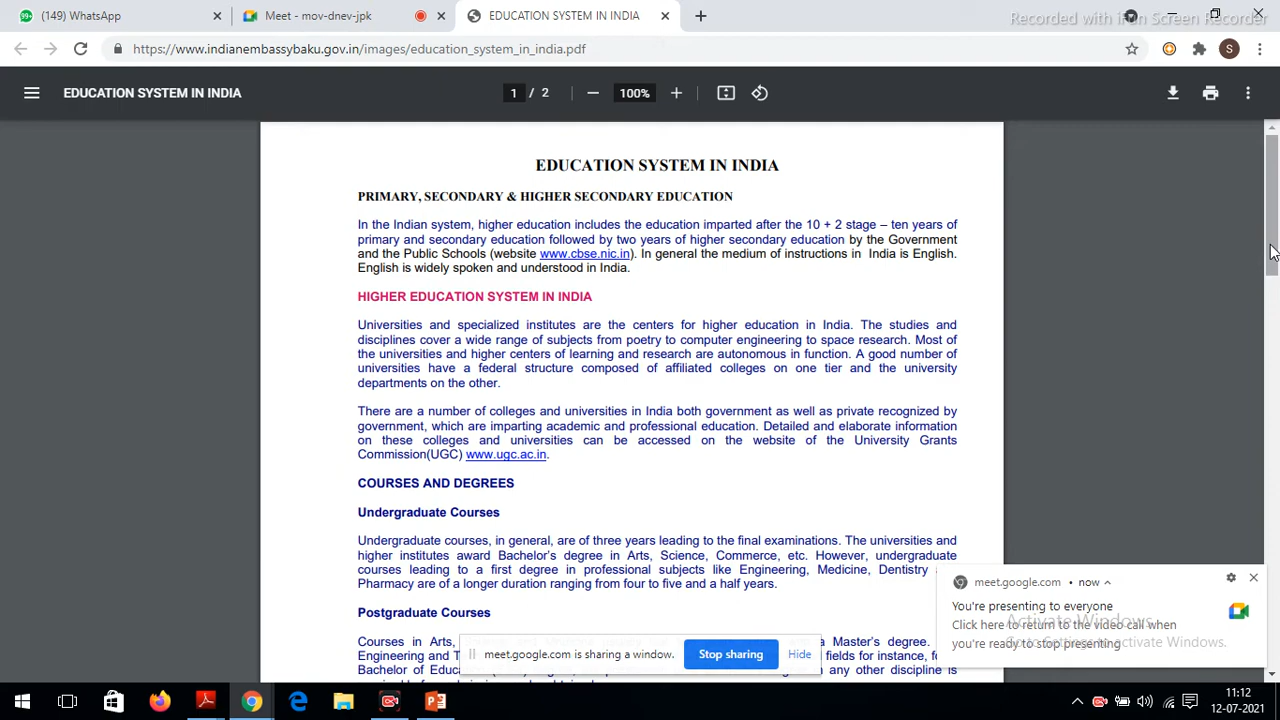 (149) WhatsApp
Meet - mov-dnev-jpk
EDUCATION SYSTEM IN INDIA
Recorded with iFun Screen Recorder
https://www.indianembassybaku.gov.in/images/education_system_in_india.pdf
S
EDUCATION SYSTEM IN INDIA
1 / 2
100%
EDUCATION SYSTEM IN INDIA
PRIMARY, SECONDARY & HIGHER SECONDARY EDUCATION
In the Indian system, higher education includes the education imparted after the 10 + 2 stage – ten years of
primary and secondary education followed by two years of higher secondary education by the Government
and the Public Schools (website www.cbse.nic.in). In general the medium of instructions in India is English.
English is widely spoken and understood in India.
HIGHER EDUCATION SYSTEM IN INDIA
Universities and specialized institutes are the centers for higher education in India. The studies and
disciplines cover a wide range of subjects from poetry to computer engineering to space research. Most of
the universities and higher centers of learning and research are autonomous in function. A good number of
universities have a federal structure composed of affiliated colleges on one tier and the university
departments on the other.
There are a number of colleges and universities in India both government as well as private recognized by
government, which are imparting academic and professional education. Detailed and elaborate information
on these colleges and universities can be accessed on the website of the University Grants
Commission(UGC) www.ugc.ac.in.
COURSES AND DEGREES
Undergraduate Courses
Undergraduate courses, in general, are of three years leading to the final examinations. The universities and
higher institutes award Bachelor's degree in Arts, Science, Commerce, etc. However, undergraduate
courses leading to a first degree in professional subjects like Engineering, Medicine, Dentistry
Pharmacy are of a longer duration ranging from four to five and a half years.
Postgraduate Courses
Courses in Arts, a Master's degree.
Engineering and T fields for instance, fo
Bachelor of Educa n any other discipline is
meet.google.com is sharing a window.
Stop sharing
Hide
meet.google.com • now
You're presenting to everyone
Click here to return to the video call when
you're ready to stop presenting
Activate Windows
Go to Settings to activate Windows.
11:12
12-07-2021